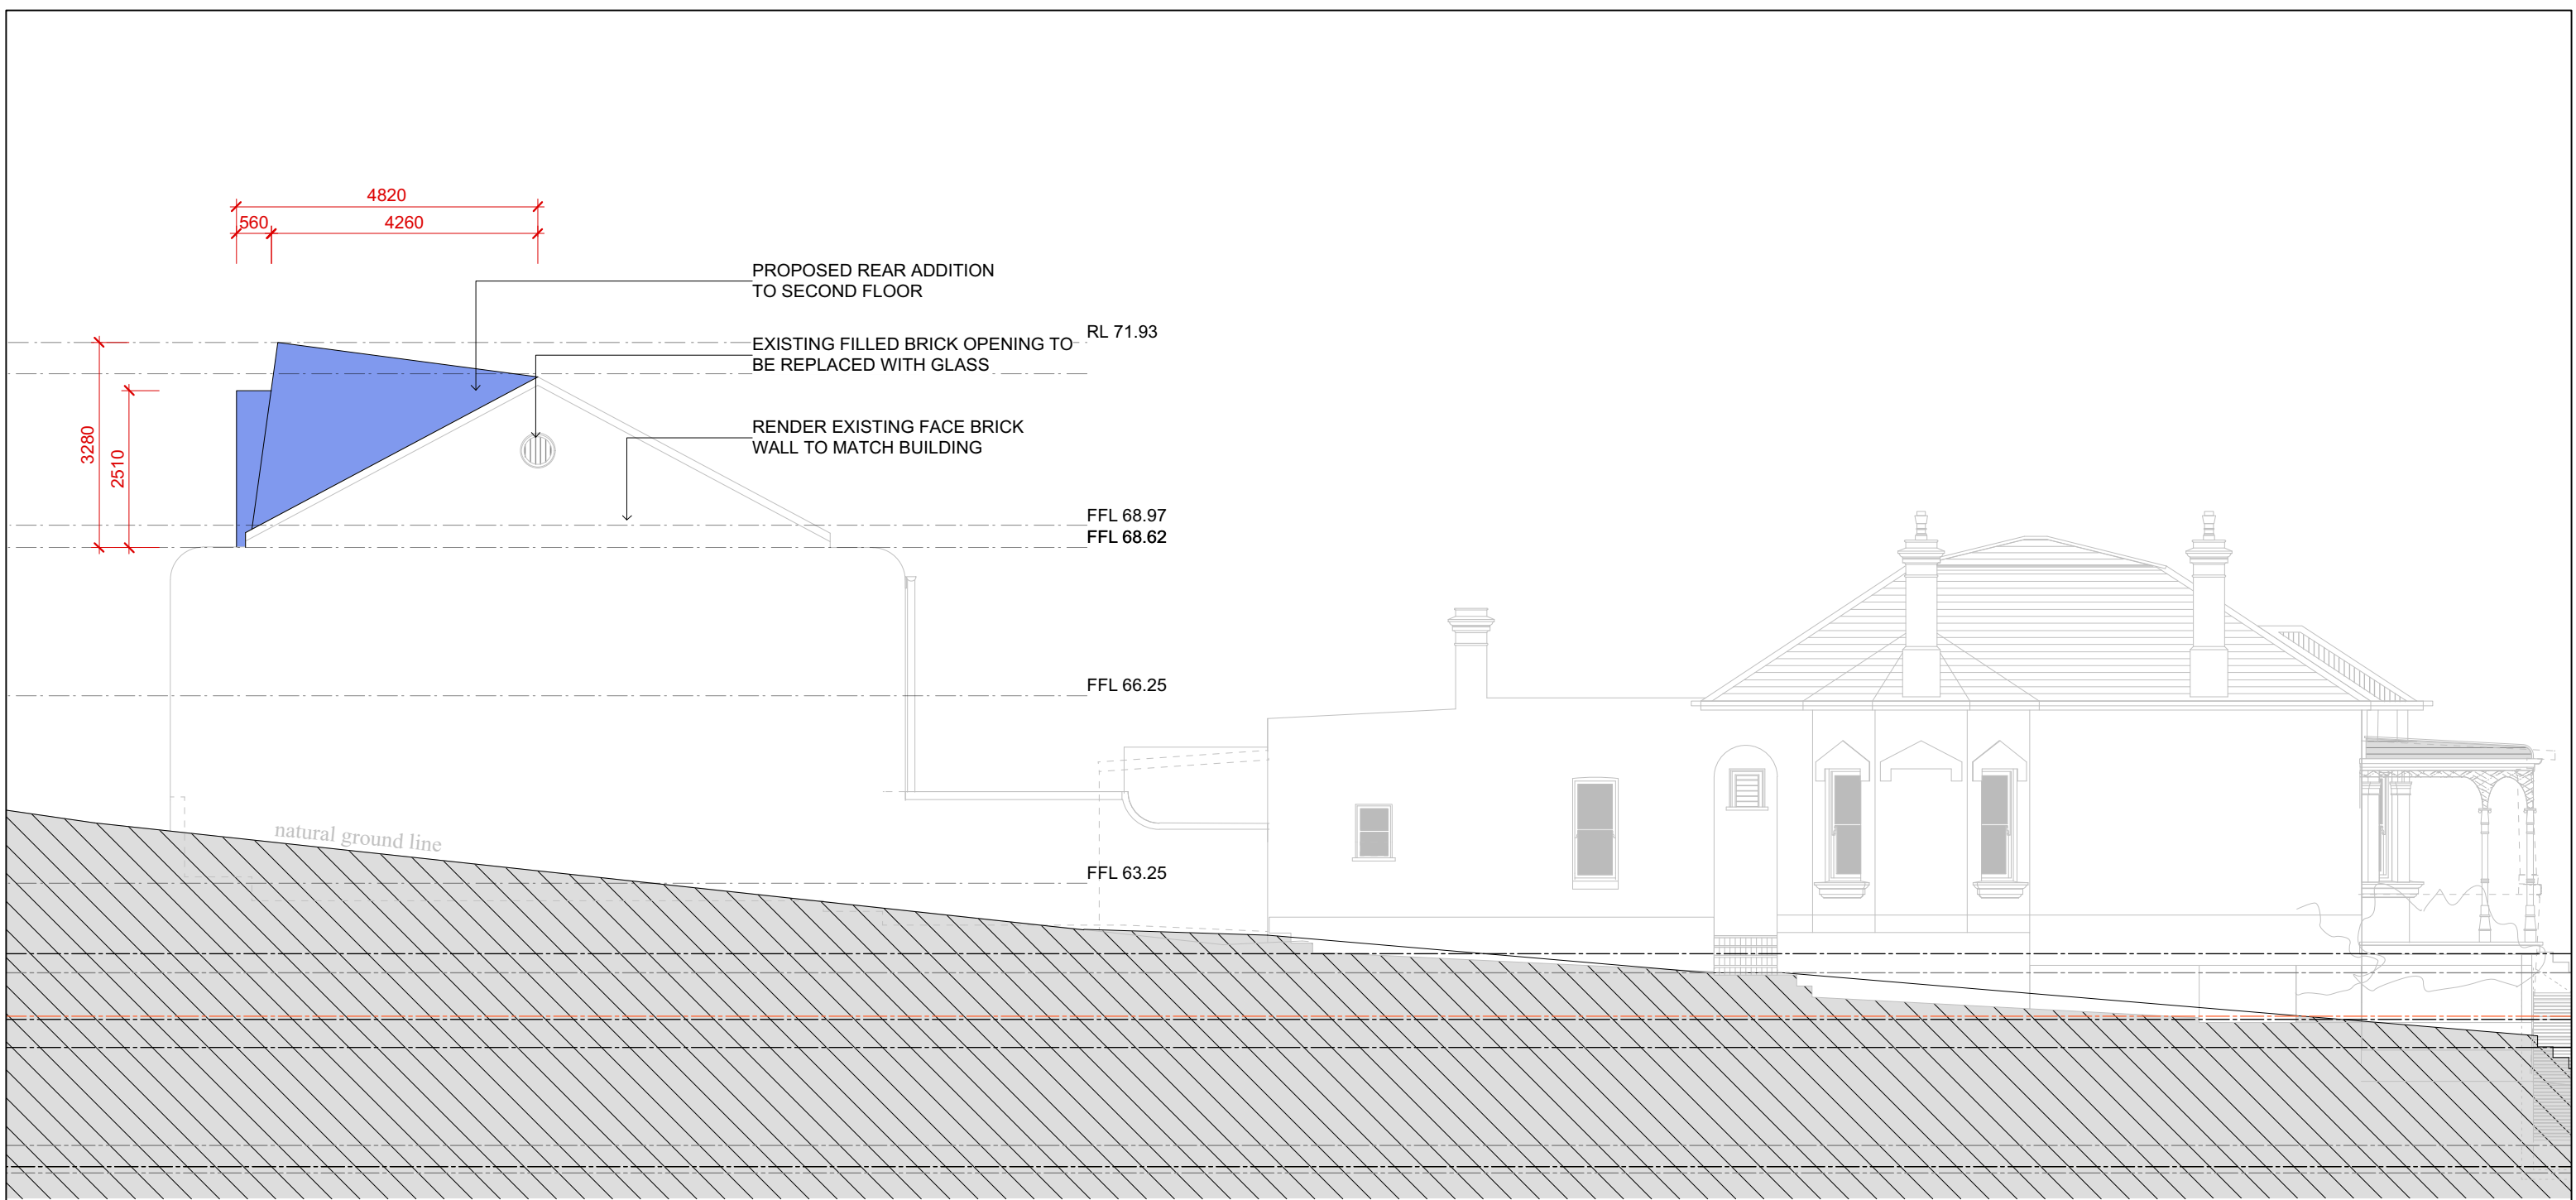 4820
560
4260
PROPOSED REAR ADDITION
TO SECOND FLOOR
RL 71.93
EXISTING FILLED BRICK OPENING TO
BE REPLACED WITH GLASS
3280
2510
RENDER EXISTING FACE BRICK
WALL TO MATCH BUILDING
FFL 68.97
FFL 68.62
FFL 66.25
natural ground line
FFL 63.25